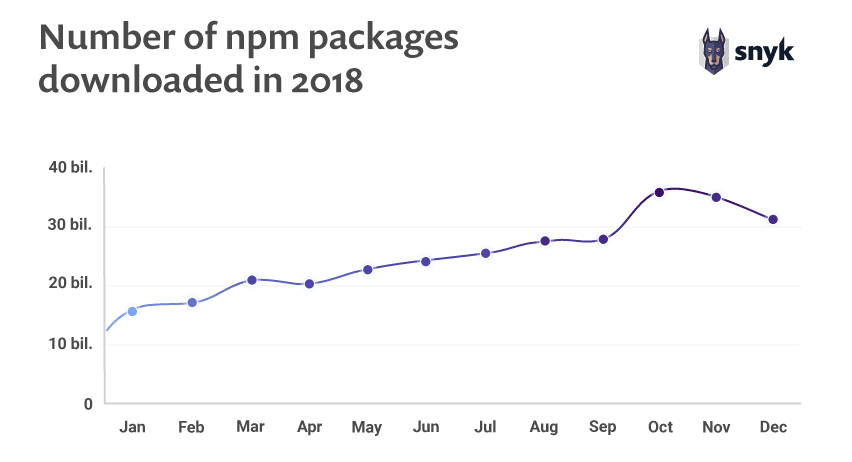 Number of npm packages
downloaded in 2018
snyk
40 bil.
30 bil.
20 bil.
10 bil.
0
Jan Feb Mar Apr May Jun Jul Aug Sep Oct Nov Dec